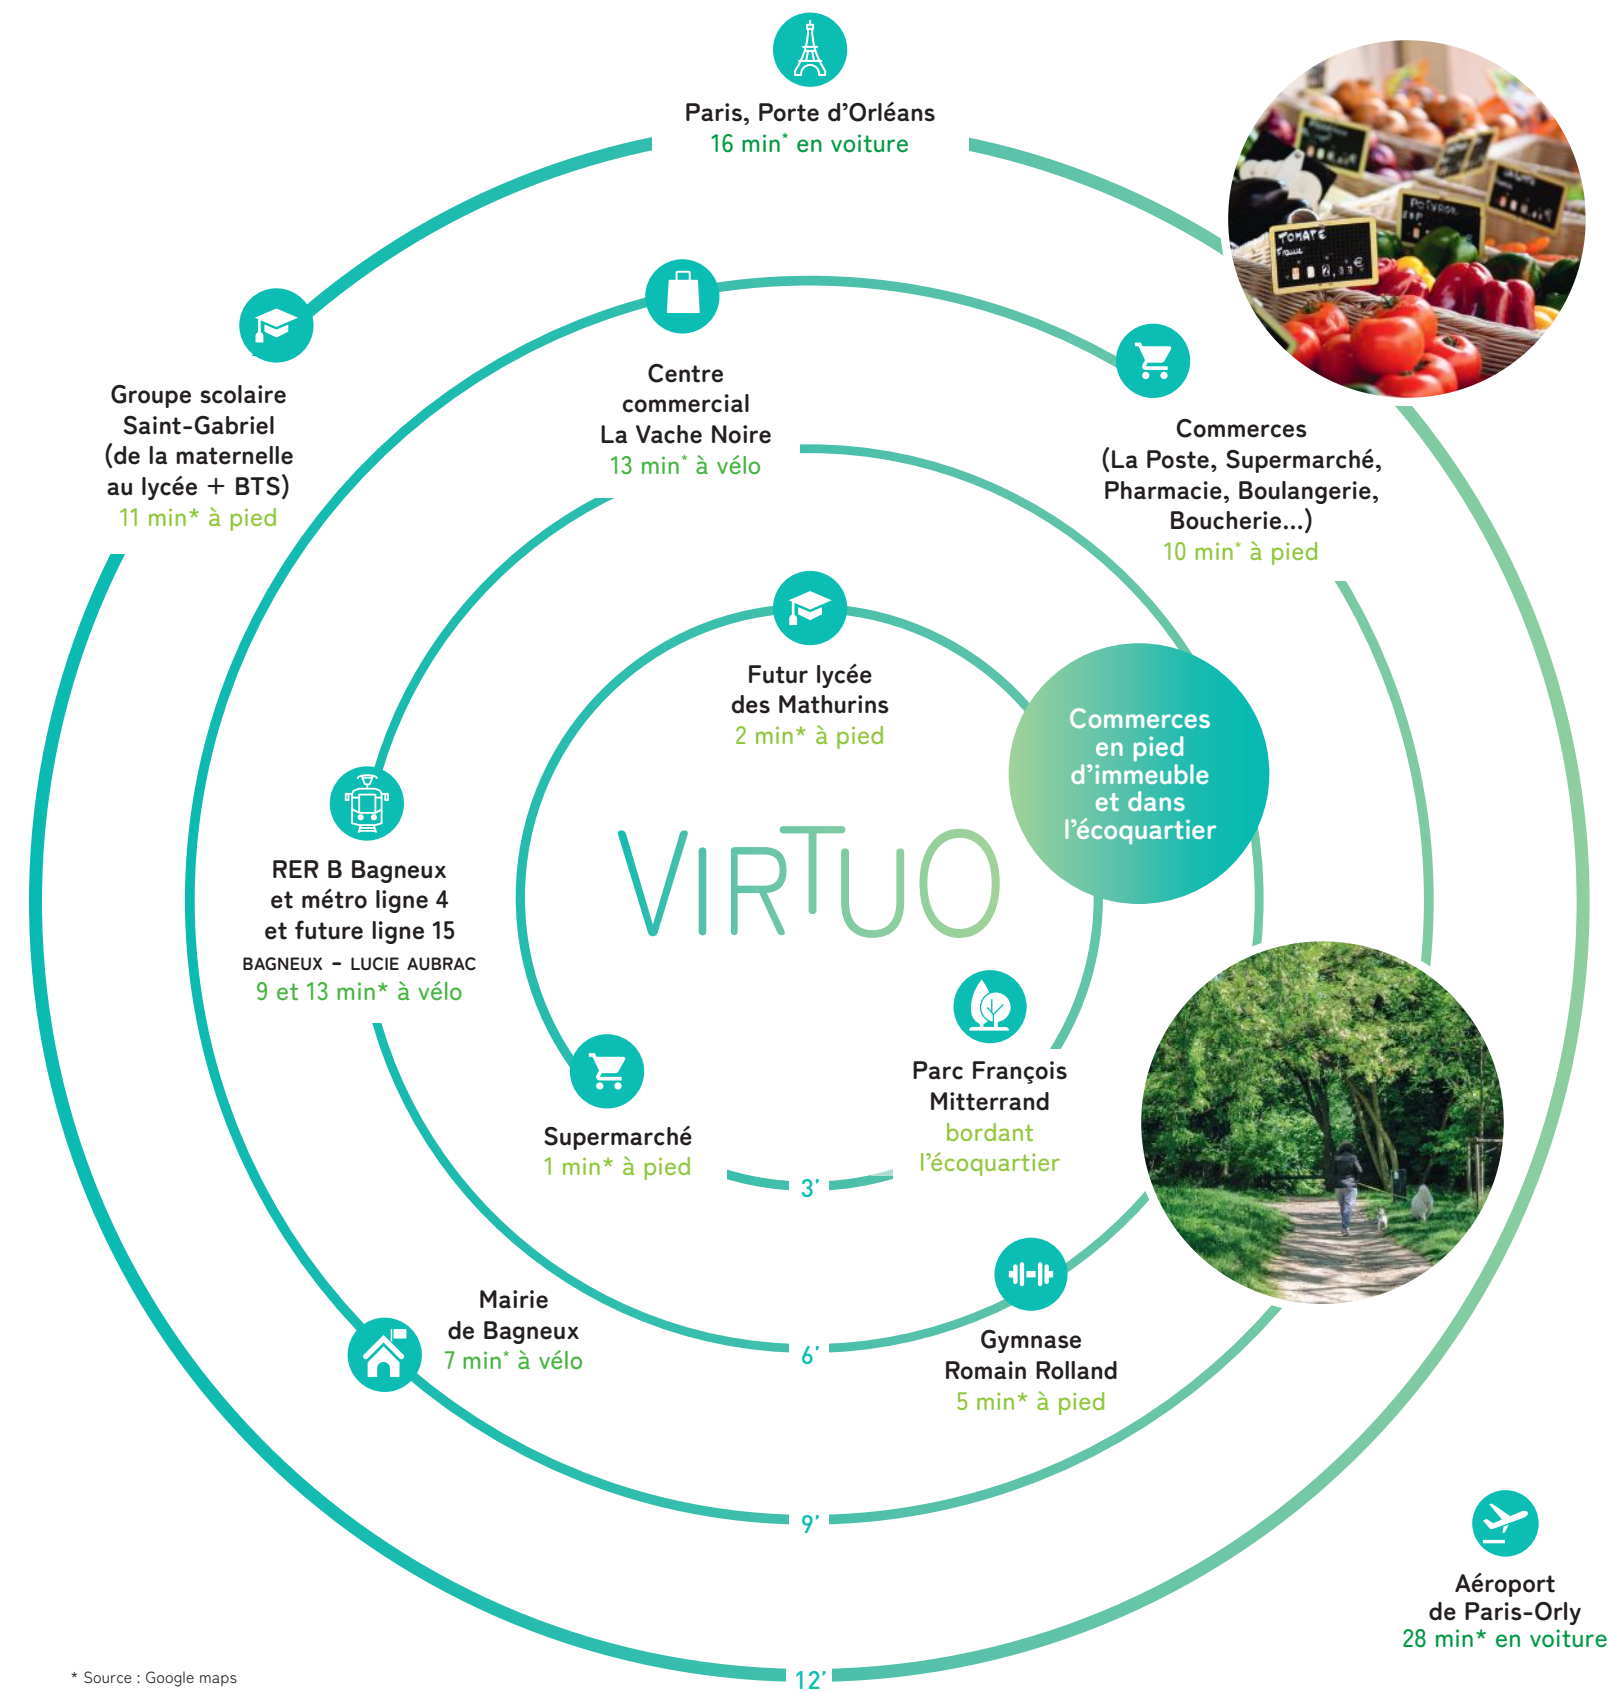 Paris, Porte d'Orléans
16 min* en voiture
TOMATE
France
POIVRON
Groupe scolaire
Saint-Gabriel
(de la maternelle
au lycée + BTS)
11 min* à pied
Centre
commercial
La Vache Noire
13 min* à vélo
Commerces
(La Poste, Supermarché,
Pharmacie, Boulangerie,
Boucherie...)
10 min* à pied
Futur lycée
des Mathurins
2 min* à pied
Commerces
en pied
d'immeuble
et dans
l'écoquartier
VIRTUO
RER B Bagneux
et métro ligne 4
et future ligne 15
BAGNEUX - LUCIE AUBRAC
9 et 13 min* à vélo
Parc François
Mitterrand
bordant
l'écoquartier
Supermarché
1 min* à pied
3'
Mairie
de Bagneux
7 min* à vélo
6'
Gymnase
Romain Rolland
5 min* à pied
9'
Aéroport
de Paris-Orly
28 min* en voiture
12'
* Source : Google maps